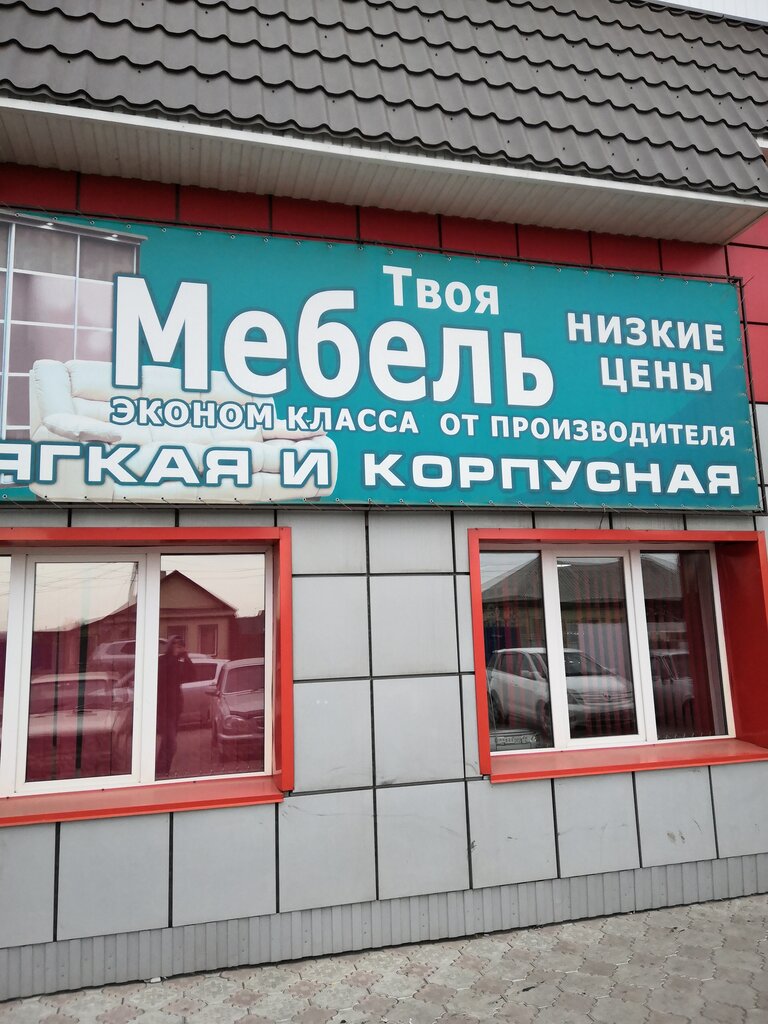 Твоя
Мебель
НИЗКИЕ
ЦЕНЫ
ЭКОНОМ КЛАССА ОТ ПРОИЗВОДИТЕЛЯ
ЯГКАЯ И КОРПУСНАЯ